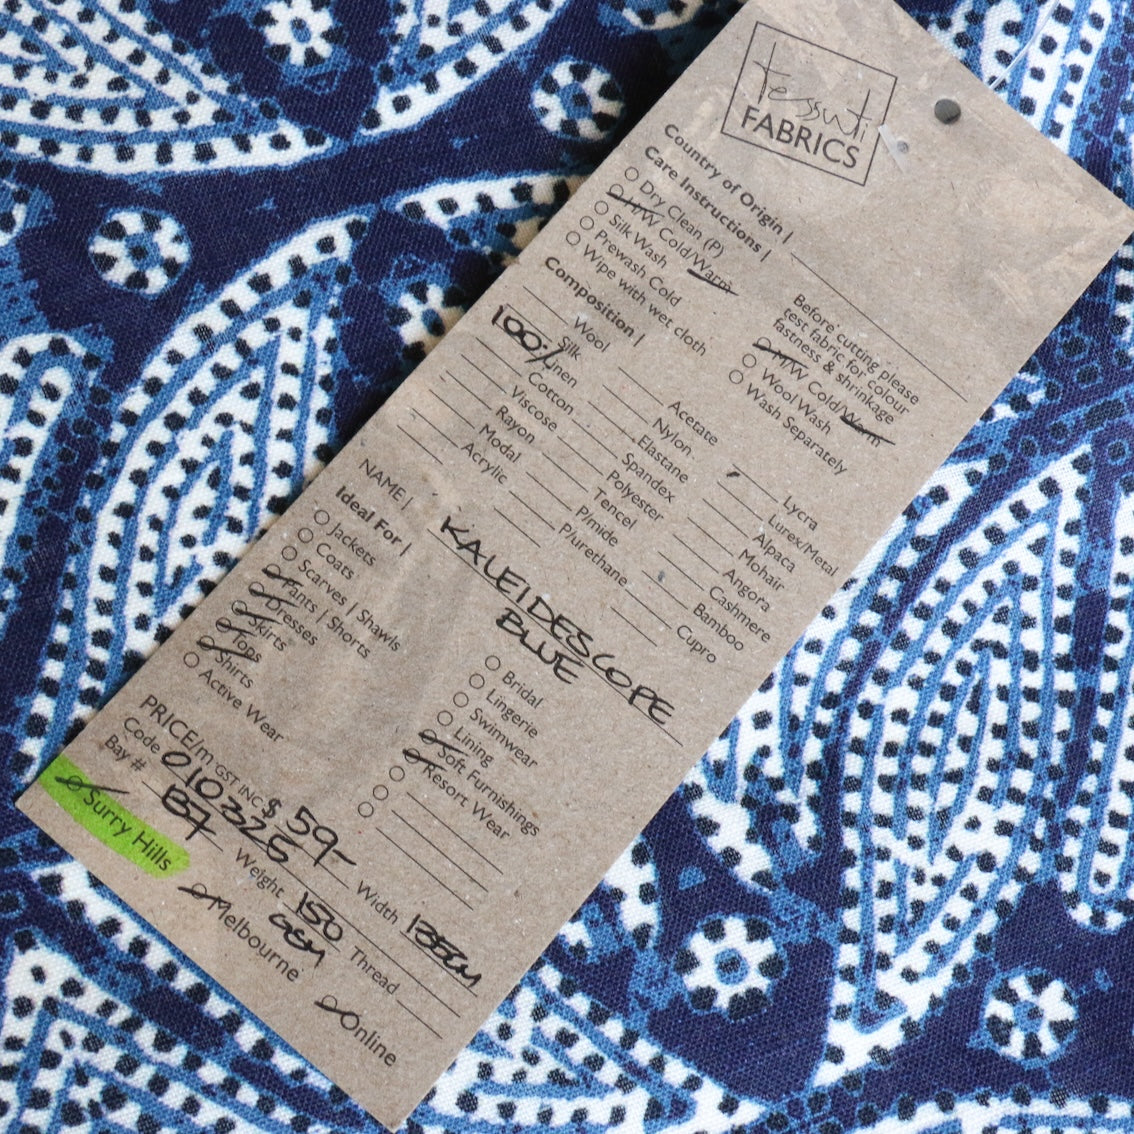 tessuti
FABRICS
Country of Origin |
Care Instructions |
Dry Clean (P)
H/W Cold/Warm
Silk Wash
Prewash Cold
Wipe with wet cloth
Before cutting please
test fabric for colour
fastness & shrinkage
M/W Cold/Warm
Wool Wash
Wash Separately
Composition |
Wool
Silk
100% Linen
Cotton
Viscose
Rayon
Modal
Acrylic
Acetate
Nylon
Elastane
Spandex
Polyester
Tencel
P/mide
P/urethane
Lycra
Lurex/Metal
Alpaca
Mohair
Angora
Cashmere
Bamboo
Cupro
NAME | KALEIDESCOPE
BLUE
Ideal For |
Jackets
Coats
Scarves | Shawls
Pants | Shorts
Dresses
Skirts
Tops
Shirts
Active Wear
Bridal
Lingerie
Swimwear
Lining
Soft Furnishings
Resort Wear
PRICE/m GST INC $ 59-
Code 010325 Width 135cm
Bay # B7 Weight 150 GSM Thread
Surry Hills Melbourne Online